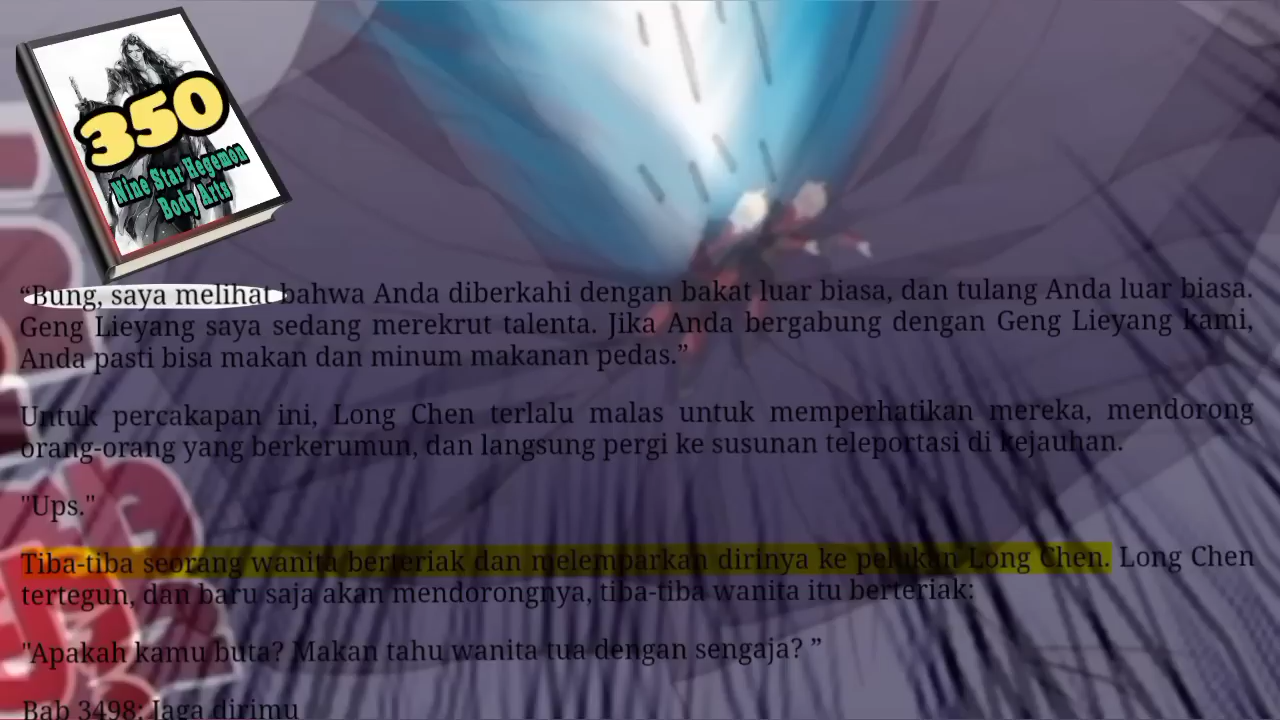 350
Nine Star Hegemon
Body Arts
“Bung, saya melihat bahwa Anda diberkahi dengan bakat luar biasa, dan tulang Anda luar biasa.
Geng Lieyang saya sedang merekrut talenta. Jika Anda bergabung dengan Geng Lieyang kami,
Anda pasti bisa makan dan minum makanan pedas.”
Untuk percakapan ini, Long Chen terlalu malas untuk memperhatikan mereka, mendorong
orang-orang yang berkerumun, dan langsung pergi ke susunan teleportasi di kejauhan.
"Ups."
Tiba-tiba seorang wanita berteriak dan melemparkan dirinya ke pelukan Long Chen. Long Chen
tertegun, dan baru saja akan mendorongnya, tiba-tiba wanita itu berteriak:
"Apakah kamu buta? Makan tahu wanita tua dengan sengaja? ”
Bab 3498: Jaga dirimu